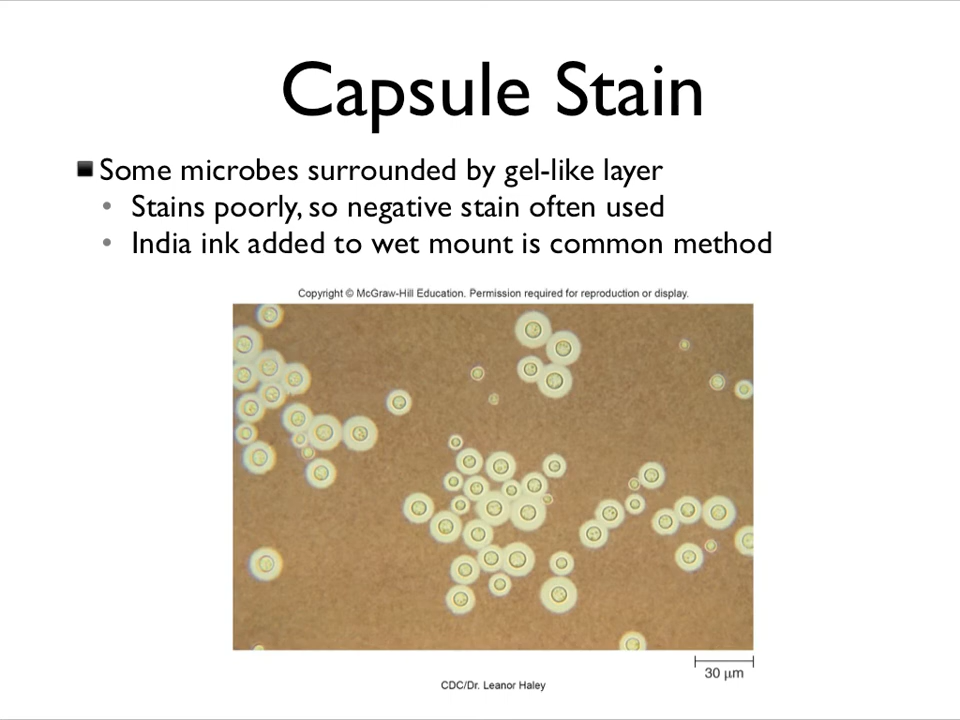 Capsule Stain
Some microbes surrounded by gel-like layer
• Stains poorly, so negative stain often used
• India ink added to wet mount is common method
Copyright © McGraw-Hill Education. Permission required for reproduction or display.
30 μm
CDC/Dr. Leanor Haley